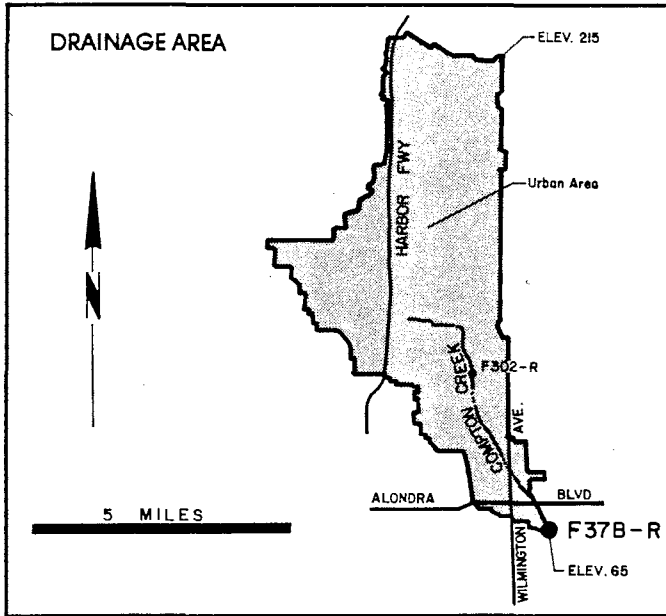 DRAINAGE AREA
ELEV. 215
HARBOR FWY
Urban Area
N
F302-R
COMPTON CREEK
AVE.
ALONDRA BLVD
5 MILES
F37B-R
WILMINGTON
ELEV. 65